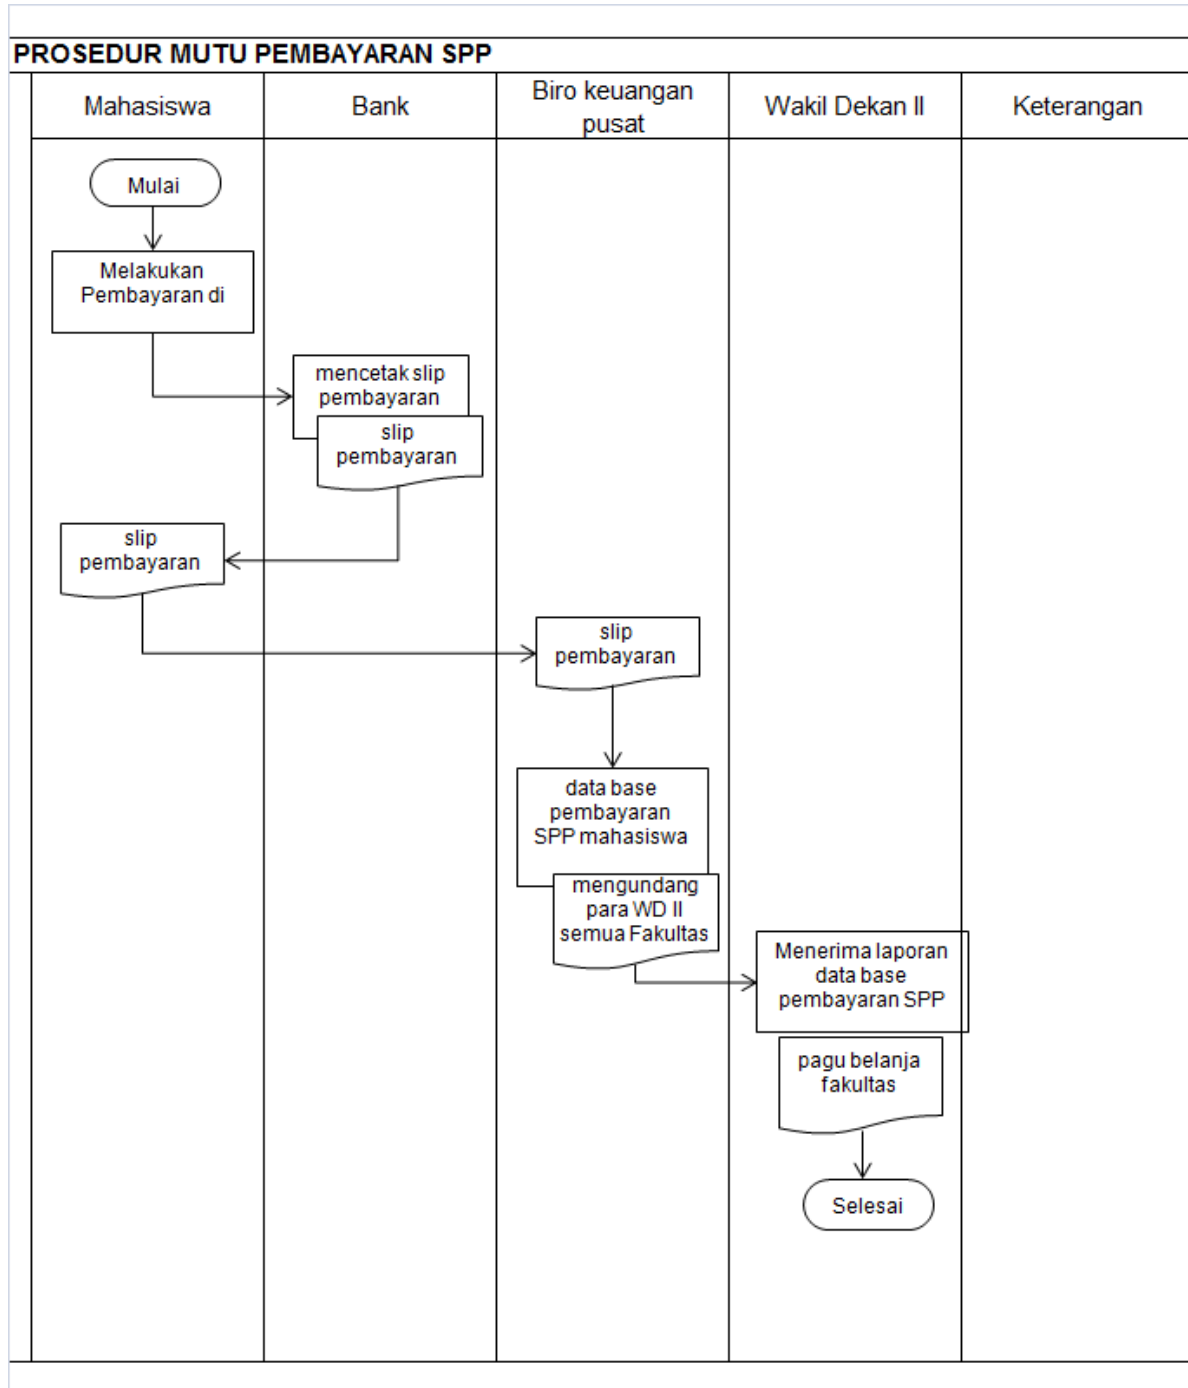 PROSEDUR MUTU PEMBAYARAN SPP
Mahasiswa
Bank
Biro keuangan
pusat
Wakil Dekan II
Keterangan
Mulai
Melakukan
Pembayaran di
mencetak slip
pembayaran
slip
pembayaran
slip
pembayaran
slip
pembayaran
data base
pembayaran
SPP mahasiswa
mengundang
para WD II
semua Fakultas
Menerima laporan
data base
pembayaran SPP
pagu belanja
fakultas
Selesai